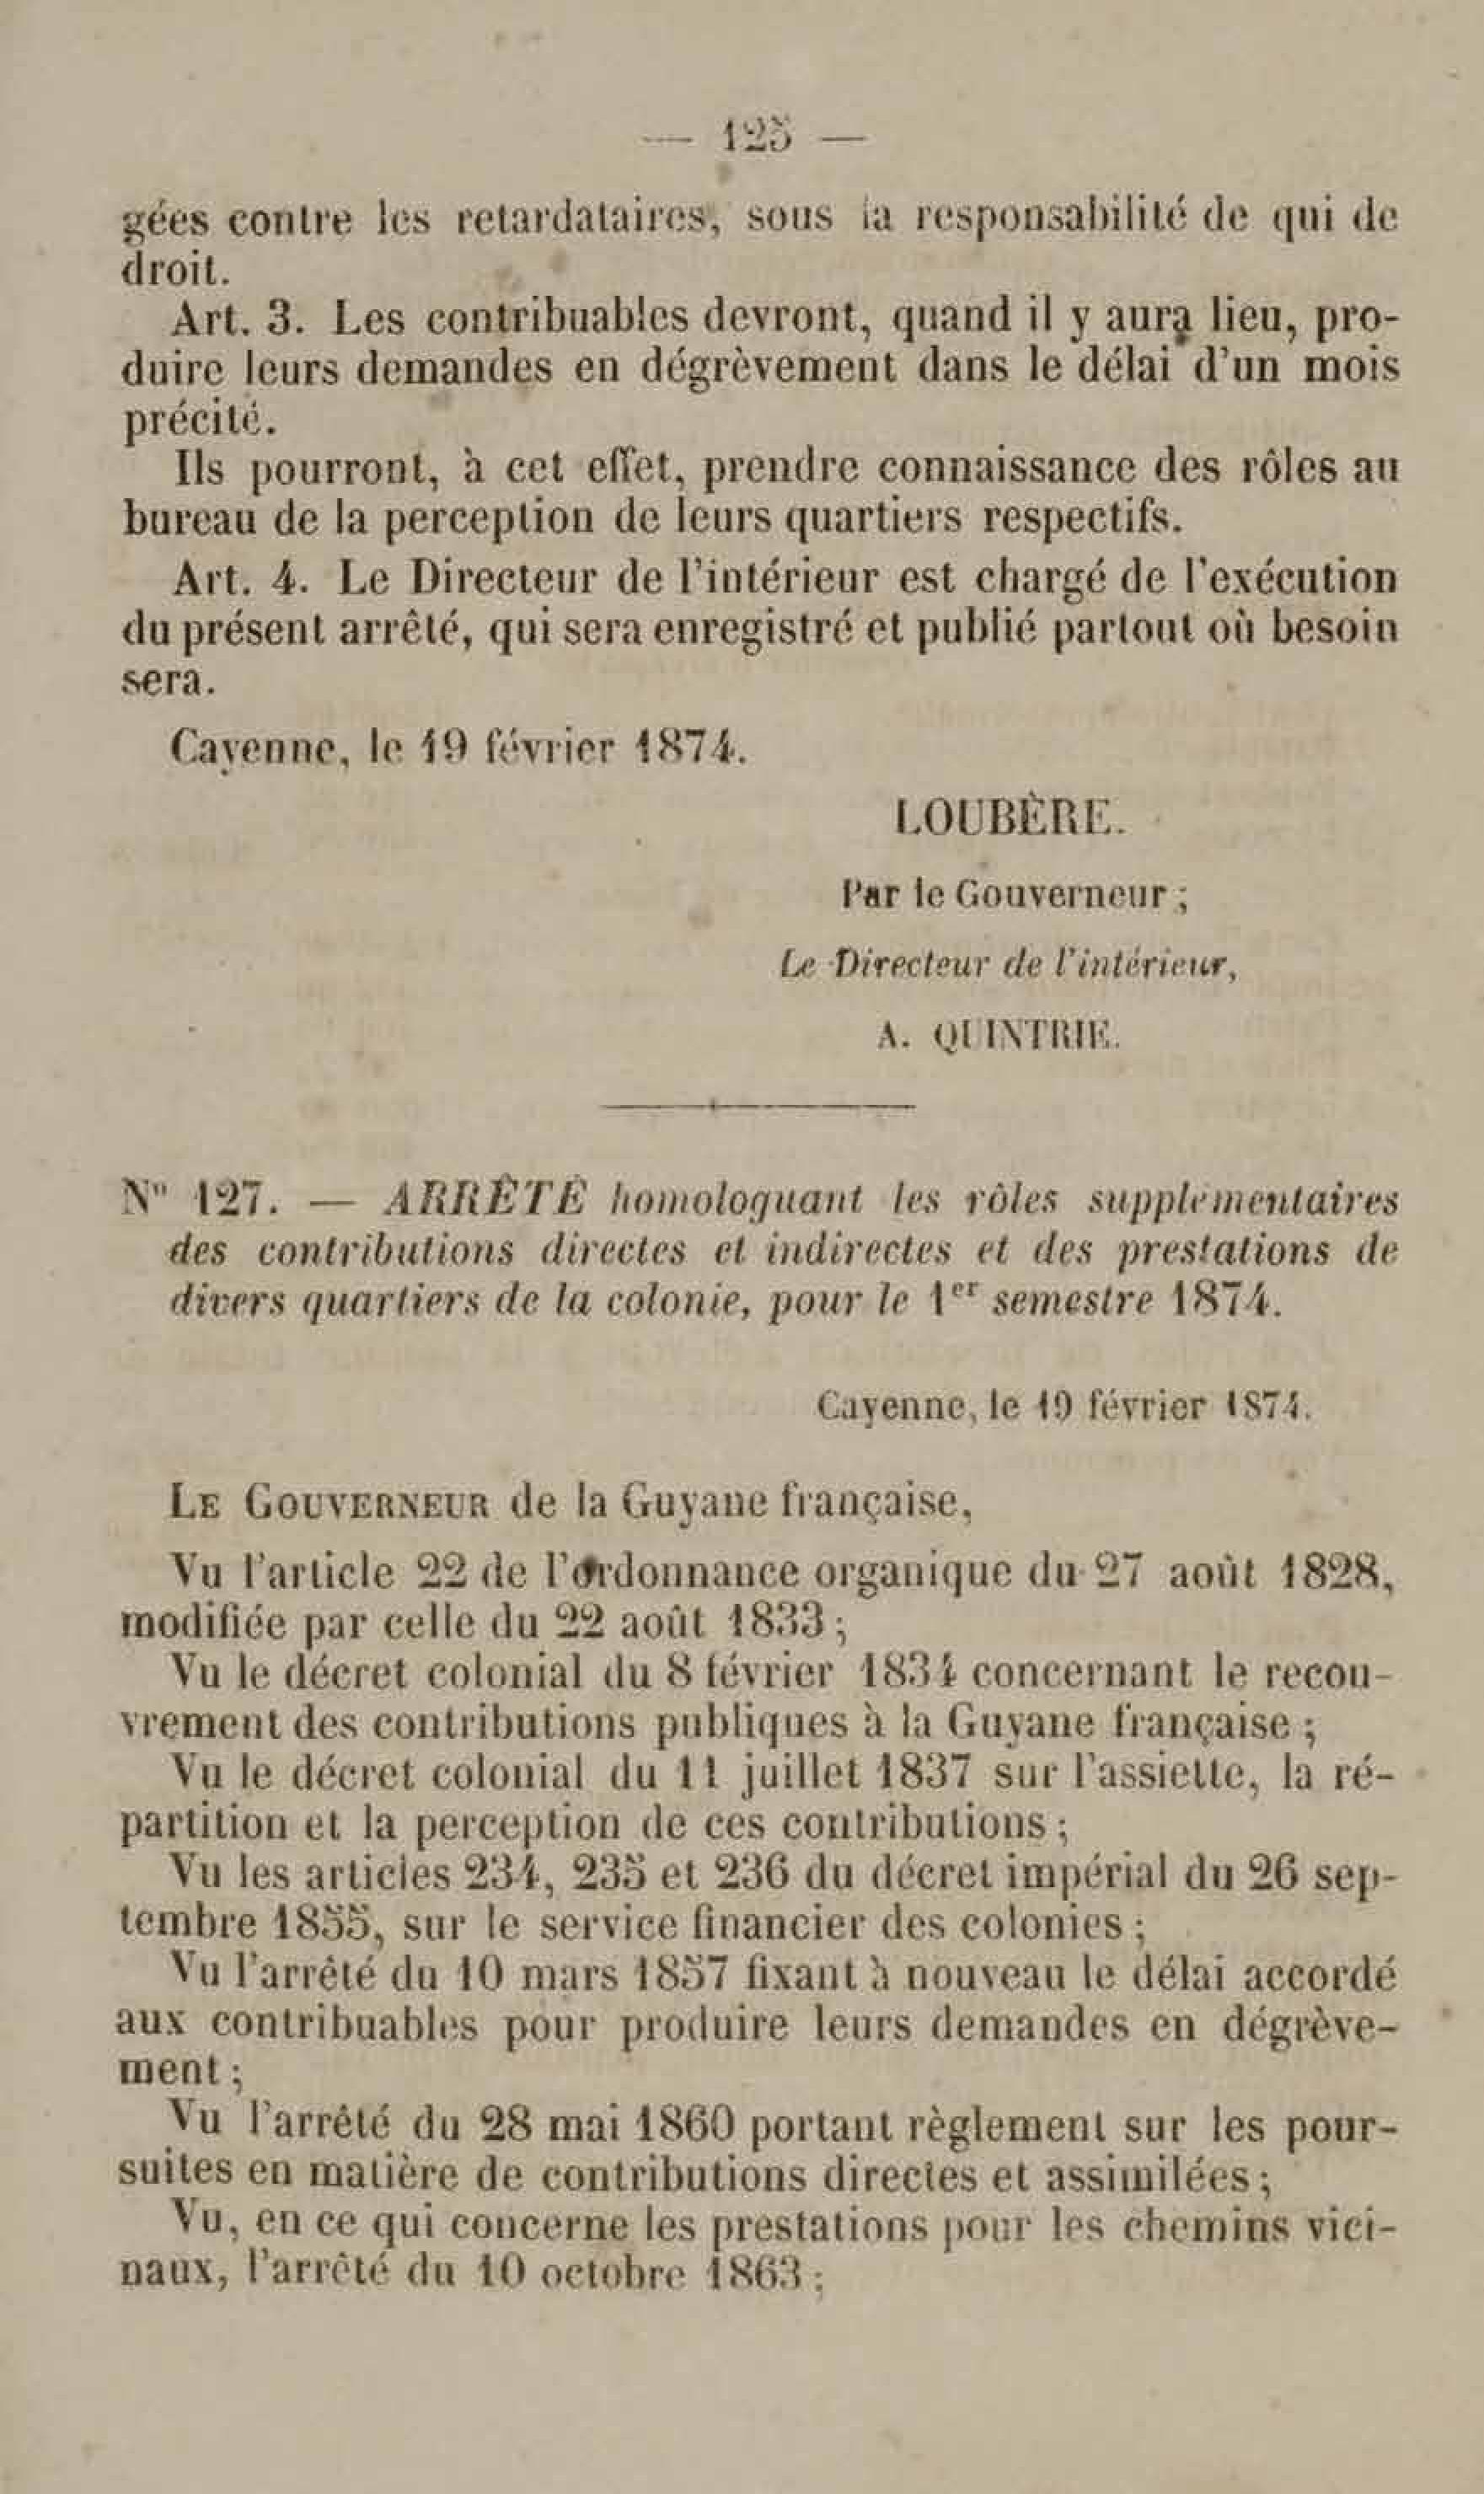 — 125 —
gées contre les retardataires, sous la responsabilité de qui de
droit.
Art. 3. Les contribuables devront, quand il y aura lieu, pro-
duire leurs demandes en dégrèvement dans le délai d'un mois
précité.
Ils pourront, à cet effet, prendre connaissance des rôles au
bureau de la perception de leurs quartiers respectifs.
Art. 4. Le Directeur de l'intérieur est chargé de l'exécution
du présent arrêté, qui sera enregistré et publié partout où besoin
sera.
Cayenne, le 19 février 1874.
LOUBÈRE.
Par le Gouverneur ;
Le Directeur de l'intérieur,
A. QUINTRIE.
N° 127. — ARRÊTÉ homologuant les rôles supplémentaires
des contributions directes et indirectes et des prestations de
divers quartiers de la colonie, pour le 1er semestre 1874.
Cayenne, le 19 février 1874.
LE GOUVERNEUR de la Guyane française,
Vu l'article 22 de l'ordonnance organique du 27 août 1828,
modifiée par celle du 22 août 1833 ;
Vu le décret colonial du 8 février 1834 concernant le recou-
vrement des contributions publiques à la Guyane française ;
Vu le décret colonial du 11 juillet 1837 sur l'assiette, la ré-
partition et la perception de ces contributions ;
Vu les articles 234, 235 et 236 du décret impérial du 26 sep-
tembre 1855, sur le service financier des colonies ;
Vu l'arrêté du 10 mars 1857 fixant à nouveau le délai accordé
aux contribuables pour produire leurs demandes en dégrève-
ment ;
Vu l'arrêté du 28 mai 1860 portant règlement sur les pour-
suites en matière de contributions directes et assimilées ;
Vu, en ce qui concerne les prestations pour les chemins vici-
naux, l'arrêté du 10 octobre 1863 ;